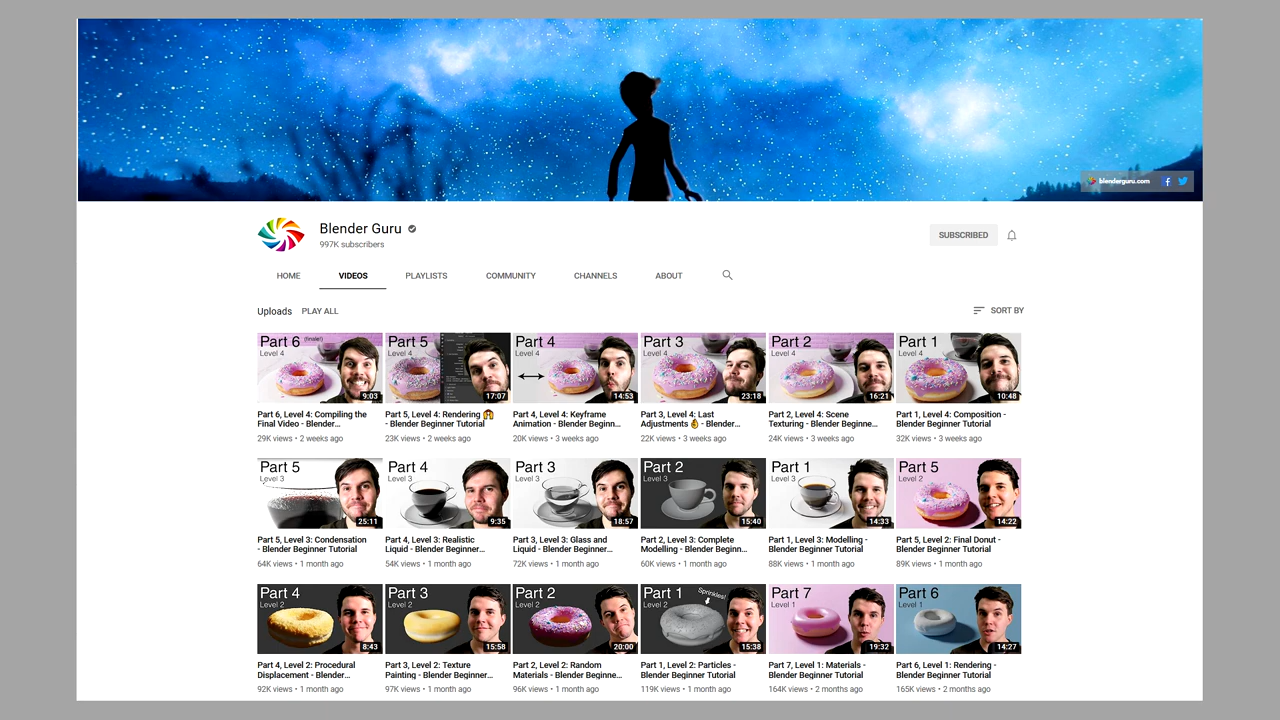 blenderguru.com
Blender Guru
997K subscribers
SUBSCRIBED
HOME VIDEOS PLAYLISTS COMMUNITY CHANNELS ABOUT
Uploads PLAY ALL SORT BY
Part 6 (finale!) Level 4 9:03
Part 5 Level 4 17:07
Part 4 Level 4 14:53
Part 3 Level 4 23:18
Part 2 Level 4 16:21
Part 1 Level 4 10:48
Part 6, Level 4: Compiling the
Final Video - Blender...
29K views • 2 weeks ago
Part 5, Level 4: Rendering
- Blender Beginner Tutorial
23K views • 2 weeks ago
Part 4, Level 4: Keyframe
Animation - Blender Beginn...
20K views • 3 weeks ago
Part 3, Level 4: Last
Adjustments 👌 - Blender...
22K views • 3 weeks ago
Part 2, Level 4: Scene
Texturing - Blender Beginne...
24K views • 3 weeks ago
Part 1, Level 4: Composition -
Blender Beginner Tutorial
32K views • 3 weeks ago
Part 5 Level 3 25:11
Part 4 Level 3 9:35
Part 3 Level 3 18:57
Part 2 Level 3 15:40
Part 1 Level 3 14:33
Part 5 Level 2 14:22
Part 5, Level 3: Condensation
- Blender Beginner Tutorial
64K views • 1 month ago
Part 4, Level 3: Realistic
Liquid - Blender Beginner...
54K views • 1 month ago
Part 3, Level 3: Glass and
Liquid - Blender Beginner...
72K views • 1 month ago
Part 2, Level 3: Complete
Modelling - Blender Beginn...
60K views • 1 month ago
Part 1, Level 3: Modelling -
Blender Beginner Tutorial
88K views • 1 month ago
Part 5, Level 2: Final Donut -
Blender Beginner Tutorial
89K views • 1 month ago
Part 4 Level 2 8:43
Part 3 Level 2 15:58
Part 2 Level 2 20:00
Part 1 Level 2 Sprinkles! 15:38
Part 7 Level 1 19:32
Part 6 Level 1 14:27
Part 4, Level 2: Procedural
Displacement - Blender...
92K views • 1 month ago
Part 3, Level 2: Texture
Painting - Blender Beginner...
97K views • 1 month ago
Part 2, Level 2: Random
Materials - Blender Beginne...
96K views • 1 month ago
Part 1, Level 2: Particles -
Blender Beginner Tutorial
119K views • 1 month ago
Part 7, Level 1: Materials -
Blender Beginner Tutorial
164K views • 2 months ago
Part 6, Level 1: Rendering -
Blender Beginner Tutorial
165K views • 2 months ago